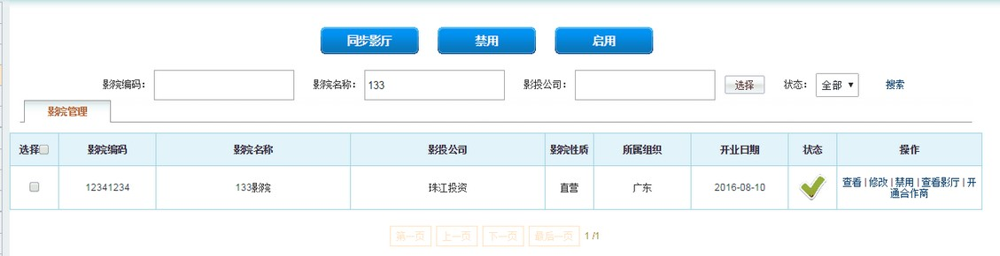 同步影厅 禁用 启用
影院编码： 影院名称： 133 影投公司： 选择 状态： 全部 搜索
影院管理
选择 影院编码 影院名称 影投公司 影院性质 所属组织 开业日期 状态 操作
12341234 133影院 珠江投资 直营 广东 2016-08-10 查看 | 修改 | 禁用 | 查看影厅 | 开
通合作商
第一页 上一页 下一页 最后一页 1 /1